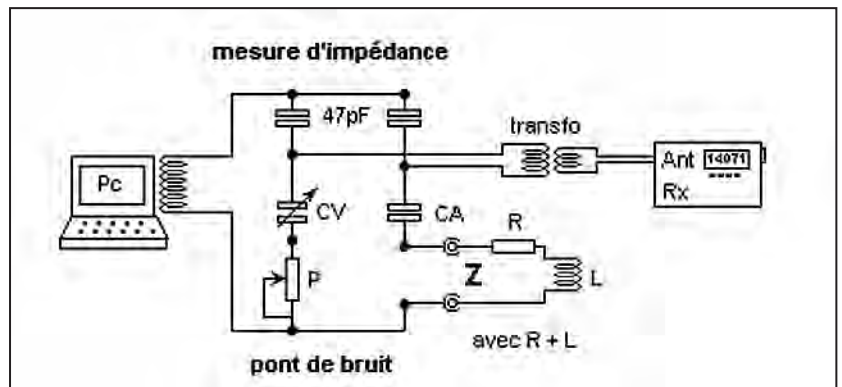 mesure d'impédance
47pF
transfo
Pc
Ant 14071
Rx
CV
CA
R
P
Z
L
avec R + L
pont de bruit